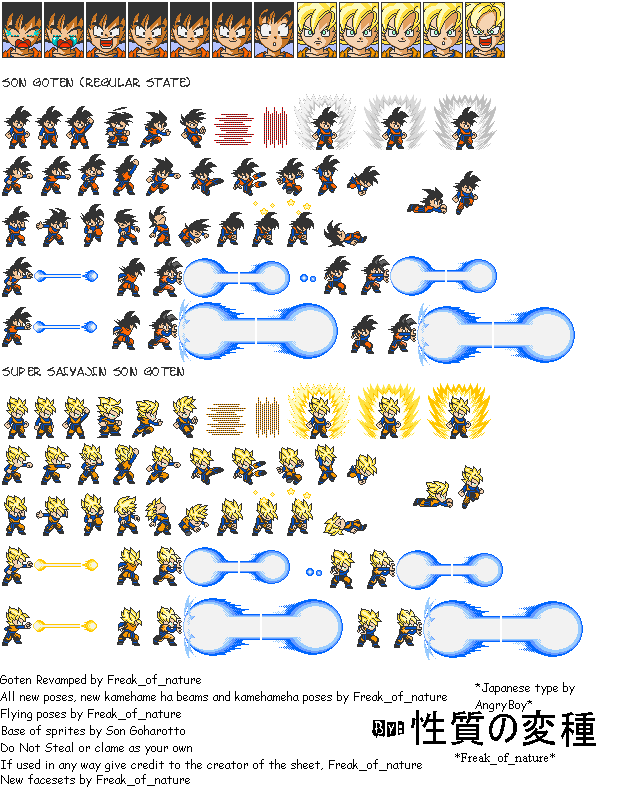 SON GOTEN (REGULAR STATE)
SUPER SAIYAJIN SON GOTEN
Goten Revamped by Freak_of_nature
All new poses, new kamehame ha beams and kamehameha poses by Freak_of_nature
Flying poses by Freak_of_nature
Base of sprites by Son Goharotto
Do Not Steal or clame as your own
If used in any way give credit to the creator of the sheet, Freak_of_nature
New facesets by Freak_of_nature
*Japanese type by
AngryBoy*
性質の変種
*Freak_of_nature*